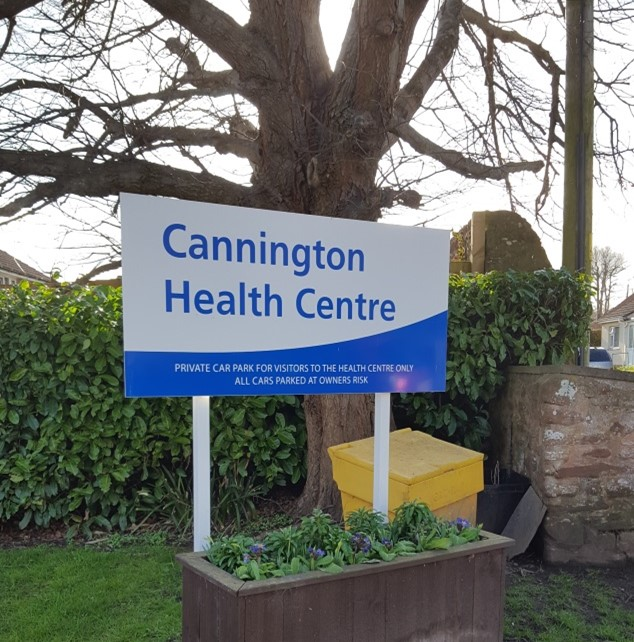 Cannington
Health Centre
PRIVATE CAR PARK FOR VISITORS TO THE HEALTH CENTRE ONLY
ALL CARS PARKED AT OWNERS RISK